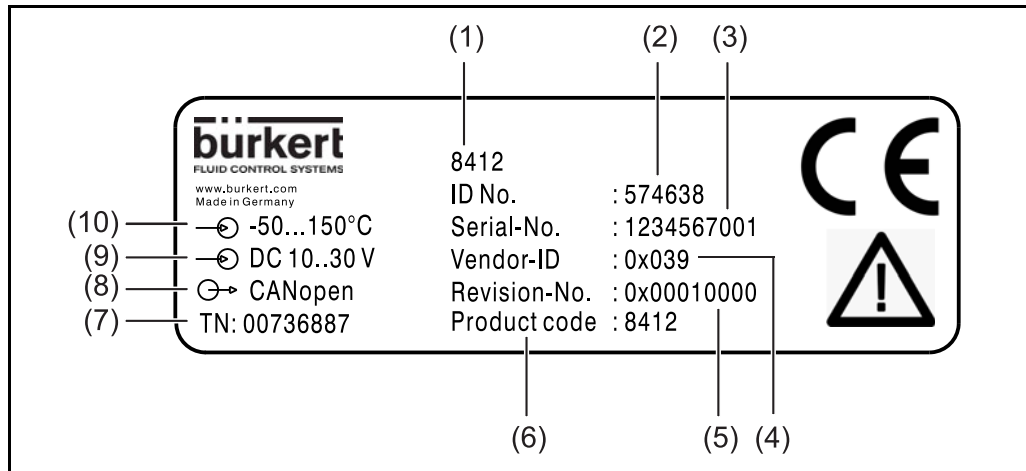 (1) (2) (3)
bürkert
FLUID CONTROL SYSTEMS
www.burkert.com
Made in Germany
(10) -50...150°C
(9) DC 10..30 V
(8) CANopen
(7) TN: 00736887
8412
ID No. : 574638
Serial-No. : 1234567001
Vendor-ID : 0x039
Revision-No. : 0x00010000
Product code : 8412
CE
!
(6) (5) (4)